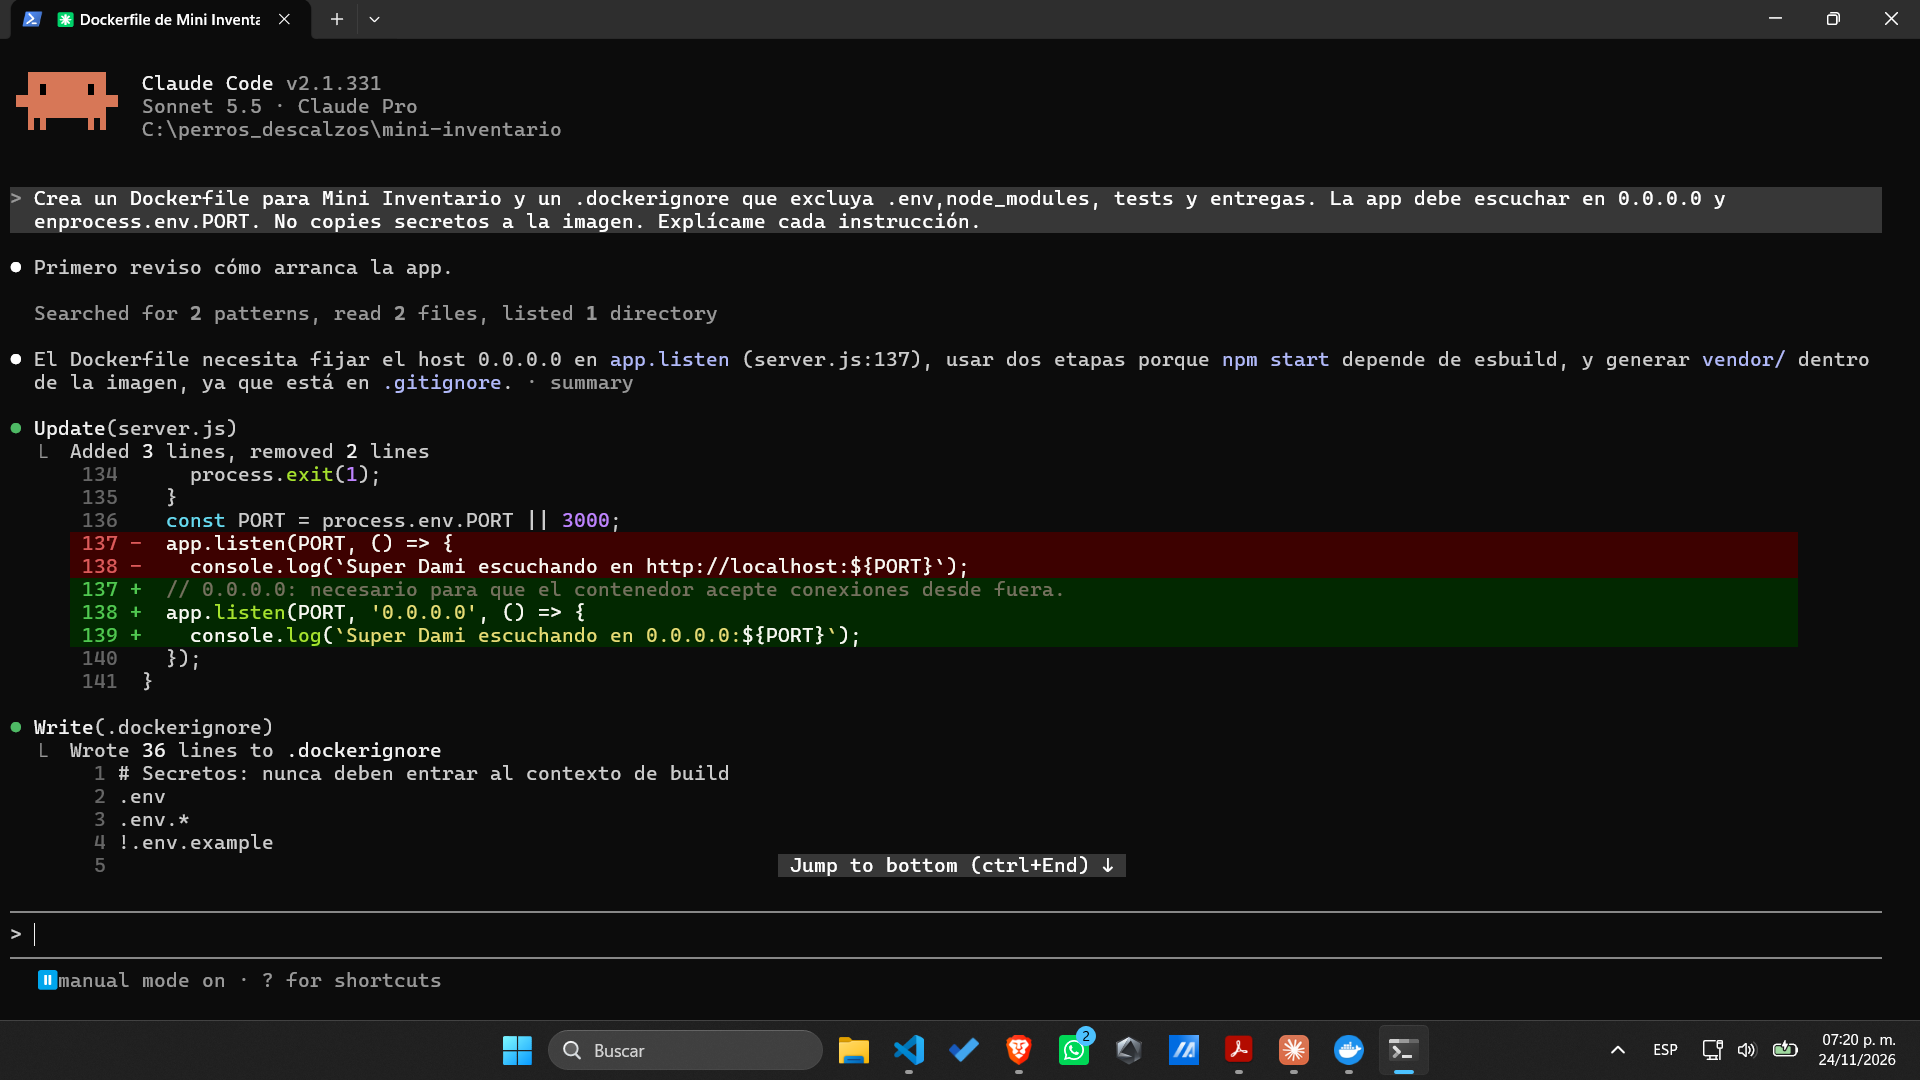 Dockerfile de Mini Inventa
Claude Code v2.1.331
Sonnet 5.5 · Claude Pro
C:\perros_descalzos\mini-inventario
> Crea un Dockerfile para Mini Inventario y un .dockerignore que excluya .env,node_modules, tests y entregas. La app debe escuchar en 0.0.0.0 y
enprocess.env.PORT. No copies secretos a la imagen. Explícame cada instrucción.
● Primero reviso cómo arranca la app.
Searched for 2 patterns, read 2 files, listed 1 directory
● El Dockerfile necesita fijar el host 0.0.0.0 en app.listen (server.js:137), usar dos etapas porque npm start depende de esbuild, y generar vendor/ dentro
de la imagen, ya que está en .gitignore. · summary
● Update(server.js)
└ Added 3 lines, removed 2 lines
134       process.exit(1);
135     }
136     const PORT = process.env.PORT || 3000;
137 -   app.listen(PORT, () => {
138 -     console.log(`Super Dami escuchando en http://localhost:${PORT}`);
137 +   // 0.0.0.0: necesario para que el contenedor acepte conexiones desde fuera.
138 +   app.listen(PORT, '0.0.0.0', () => {
139 +     console.log(`Super Dami escuchando en 0.0.0.0:${PORT}`);
140     });
141   }
● Write(.dockerignore)
└ Wrote 36 lines to .dockerignore
1 # Secretos: nunca deben entrar al contexto de build
2 .env
3 .env.*
4 !.env.example
5
Jump to bottom (ctrl+End) ↓
>
manual mode on · ? for shortcuts
Buscar
2
ESP
07:20 p. m.
24/11/2026